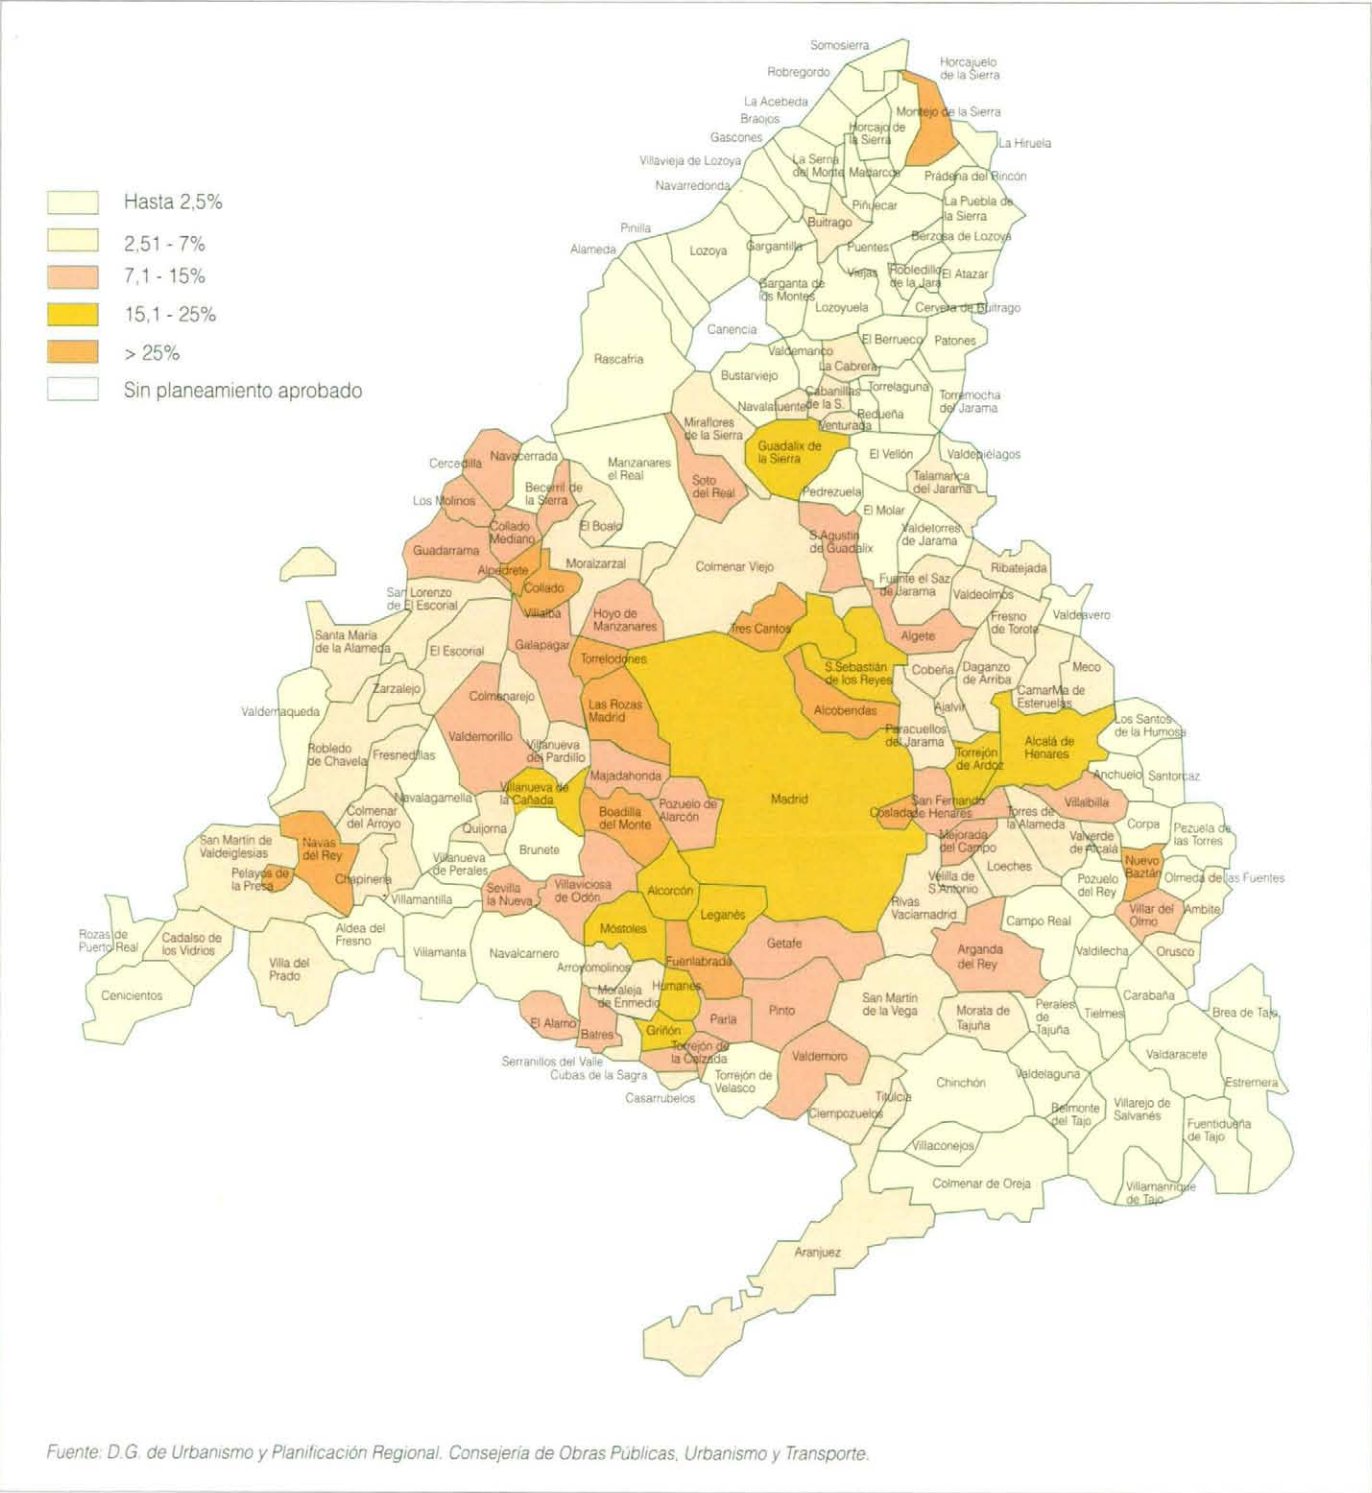 Hasta 2,5%
2,51 - 7%
7,1 - 15%
15,1 - 25%
> 25%
Sin planeamiento aprobado
Somosierra
Horcajuelo
de la Sierra
Robregordo
La Acebeda
Montejo de la Sierra
Braojos
Horcajo de
la Sierra
Gascones
La Hiruela
Villavieja de Lozoya
La Serna
del Monte
Madarcos
Prádena del Rincón
Navarredonda
Piñuecar
La Puebla de
la Sierra
Buitrago
Pinilla
Berzosa de Lozoya
Alameda
Lozoya
Gargantilla
Puentes
Viejas
Robledillo
de la Jara
El Atazar
Garganta de
los Montes
Lozoyuela
Cervera de Buitrago
Canencia
El Berrueco
Patones
Rascafria
Valdemanco
La Cabrera
Bustarviejo
Torrelaguna
Cabanillas
de la S.
Torremocha
del Jarama
Navalafuente
Redueña
Venturada
Miraflores
de la Sierra
Guadalix de
la Sierra
El Vellón
Valdepiélagos
Cercedilla
Navacerrada
Manzanares
el Real
Soto
del Real
Talamanca
del Jarama
Becerril de
la Sierra
Pedrezuela
Los Molinos
El Molar
Collado
Mediano
El Boalo
Valdetorres
de Jarama
S.Agustin
de Guadalix
Guadarrama
Moralzarzal
Colmenar Viejo
Ribatejada
Alpedrete
Fuente el Saz
de Jarama
Collado
Villalba
San Lorenzo
de El Escorial
Valdeolmos
Hoyo de
Manzanares
Fresno
de Torote
Valdeavero
Santa María
de la Alameda
Tres Cantos
Algete
Galapagar
El Escorial
Torrelodones
S.Sebastián
de los Reyes
Cobeña
Daganzo
de Arriba
Meco
Zarzalejo
Colmenarejo
CamarMa de
Esteruelas
Valdemaqueda
Las Rozas
Madrid
Alcobendas
Ajalvir
Los Santos
de la Humosa
Valdemorillo
Paracuellos
del Jarama
Robledo
de Chavela
Fresnedillas
Villanueva
del Pardillo
Torrejón
de Ardoz
Alcalá de
Henares
Majadahonda
Anchuelo
Santorcaz
Villanueva de
la Cañada
Navalagamella
Madrid
Pozuelo de
Alarcón
San Fernando
de Henares
Villalbilla
Colmenar
del Arroyo
Boadilla
del Monte
Coslada
Torres de
la Alameda
Corpa
Pezuela de
las Torres
Quijorna
San Martín de
Valdeiglesias
Navas
del Rey
Mejorada
del Campo
Valverde
de Alcalá
Brunete
Villanueva
de Perales
Nuevo
Baztán
Loeches
Pelayos de
la Presa
Chapinería
Velilla de
S.Antonio
Pozuelo
del Rey
Olmeda de las Fuentes
Sevilla
la Nueva
Villaviciosa
de Odón
Alcorcón
Villamantilla
Rivas
Vaciamadrid
Leganés
Villar del
Olmo
Ambite
Campo Real
Aldea del
Fresno
Móstoles
Rozas de
Puerto Real
Cadalso de
los Vidrios
Getafe
Villamanta
Navalcarnero
Arganda
del Rey
Valdilecha
Orusco
Villa del
Prado
Fuenlabrada
Arroyomolinos
Humanes
Moraleja
de Enmedio
Cenicientos
San Martín
de la Vega
Carabaña
Perales
de
Tajuña
Morata de
Tajuña
Tielmes
Brea de Tajo
Pinto
Parla
El Alamo
Batres
Griñón
Torrejón de
la Calzada
Valdemoro
Valdaracete
Serranillos del Valle
Cubas de la Sagra
Torrejón de
Velasco
Valdelaguna
Chinchón
Estremera
Casarrubelos
Titulcia
Ciempozuelos
Belmonte
del Tajo
Villarejo de
Salvanés
Fuentidueña
de Tajo
Villaconejos
Colmenar de Oreja
Villamanrique
de Tajo
Aranjuez
Fuente: D.G. de Urbanismo y Planificación Regional. Consejería de Obras Públicas, Urbanismo y Transporte.